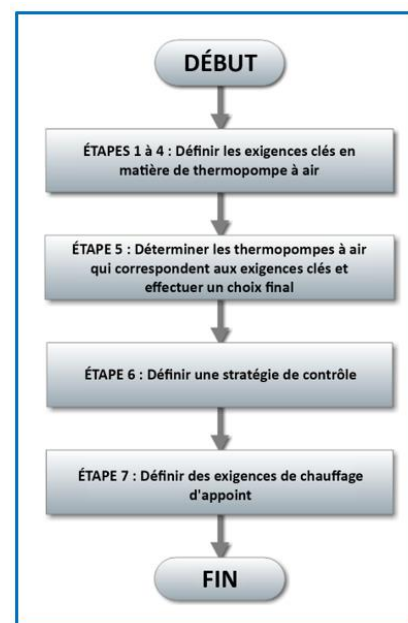 DÉBUT
ÉTAPES 1 à 4 : Définir les exigences clés en
matière de thermopompe à air
ÉTAPE 5 : Déterminer les thermopompes à air
qui correspondent aux exigences clés et
effectuer un choix final
ÉTAPE 6 : Définir une stratégie de contrôle
ÉTAPE 7 : Définir des exigences de chauffage
d'appoint
FIN